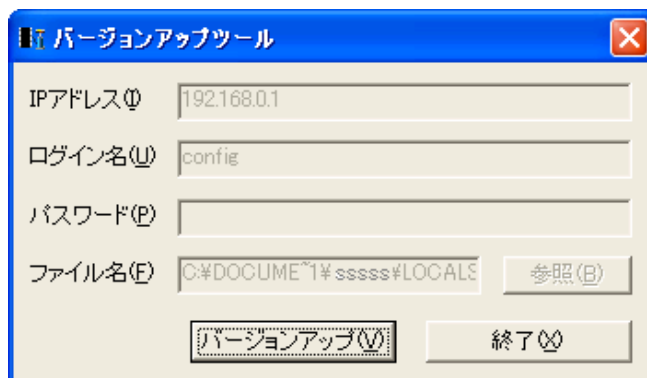 バージョンアップツール
IPアドレス(I) 192.168.0.1
ログイン名(U) config
パスワード(P)
ファイル名(F) C:¥DOCUME~1¥sssss¥LOCALS 参照(B)
バージョンアップ(V) 終了(X)